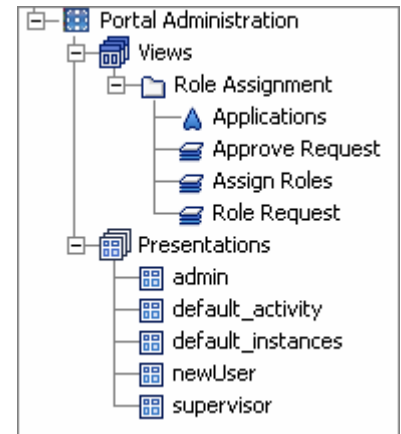 Portal Administration
Views
Role Assignment
Applications
Approve Request
Assign Roles
Role Request
Presentations
admin
default_activity
default_instances
newUser
supervisor